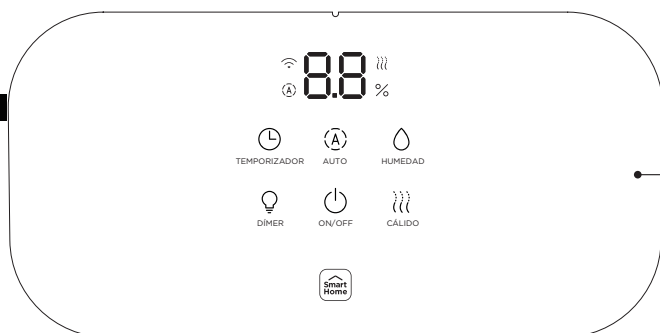 8.8
%
TEMPORIZADOR AUTO HUMEDAD
DÍMER ON/OFF CÁLIDO
Smart
Home